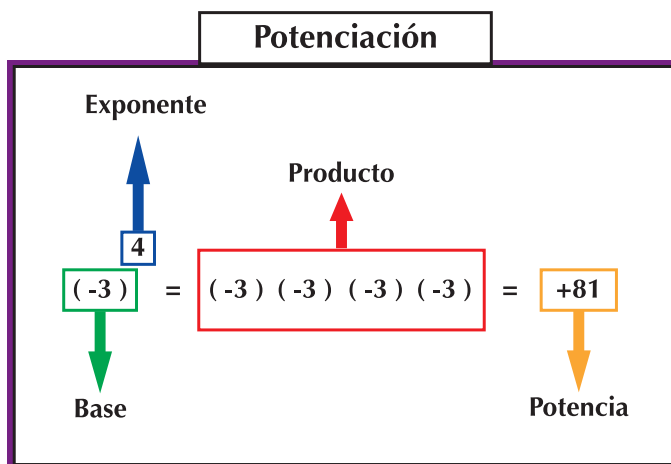 Potenciación
Exponente
Producto
4
( -3 ) = ( -3 ) ( -3 ) ( -3 ) ( -3 ) = +81
Base
Potencia